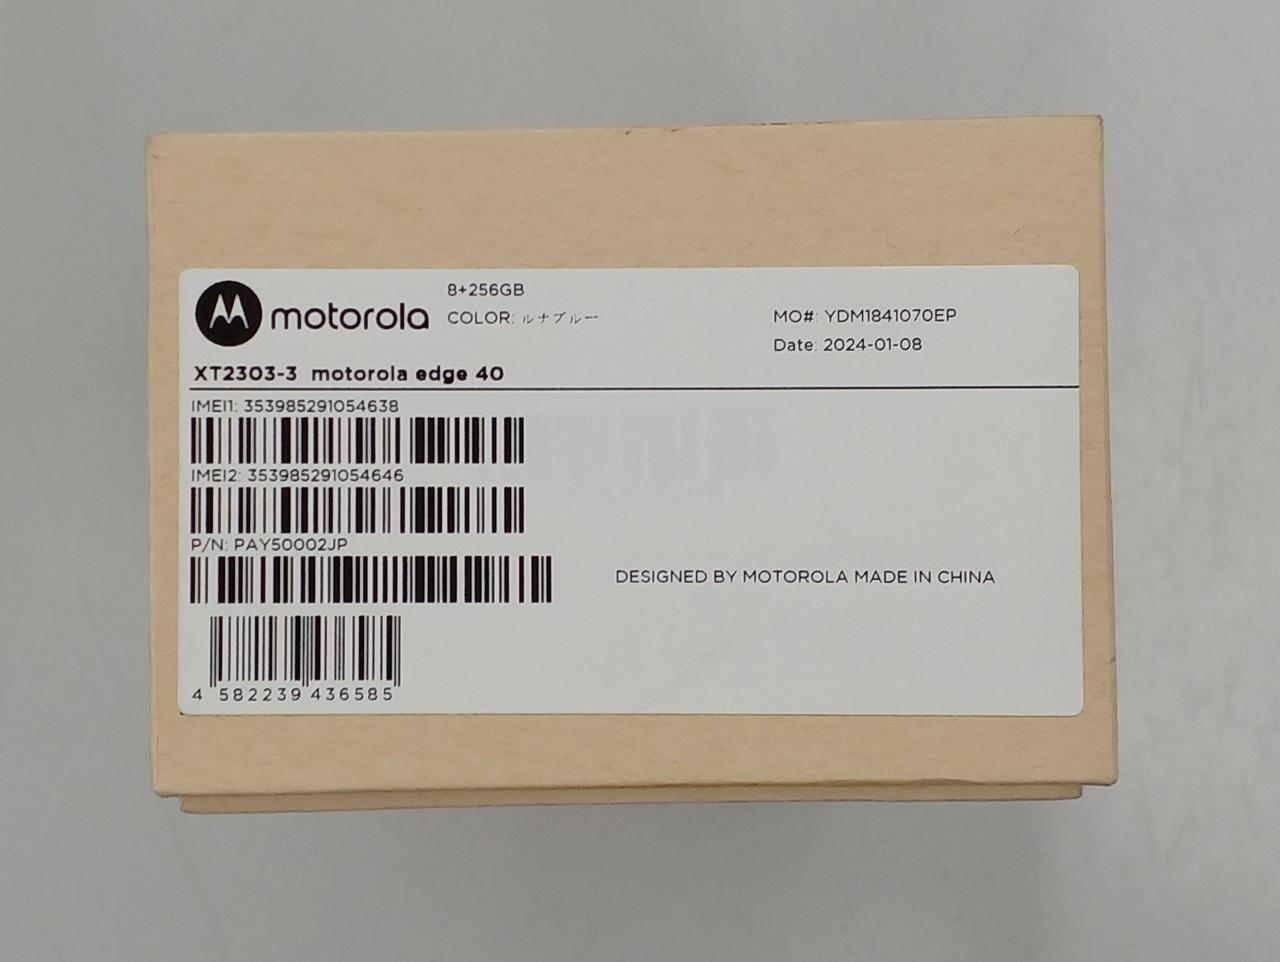 motorola
8+256GB
COLOR: ルナブルー
MO#: YDM1841070EP
Date: 2024-01-08
XT2303-3 motorola edge 40
IMEI1: 353985291054638
IMEI2: 353985291054646
P/N: PAY50002JP
DESIGNED BY MOTOROLA MADE IN CHINA
4 582239 436585